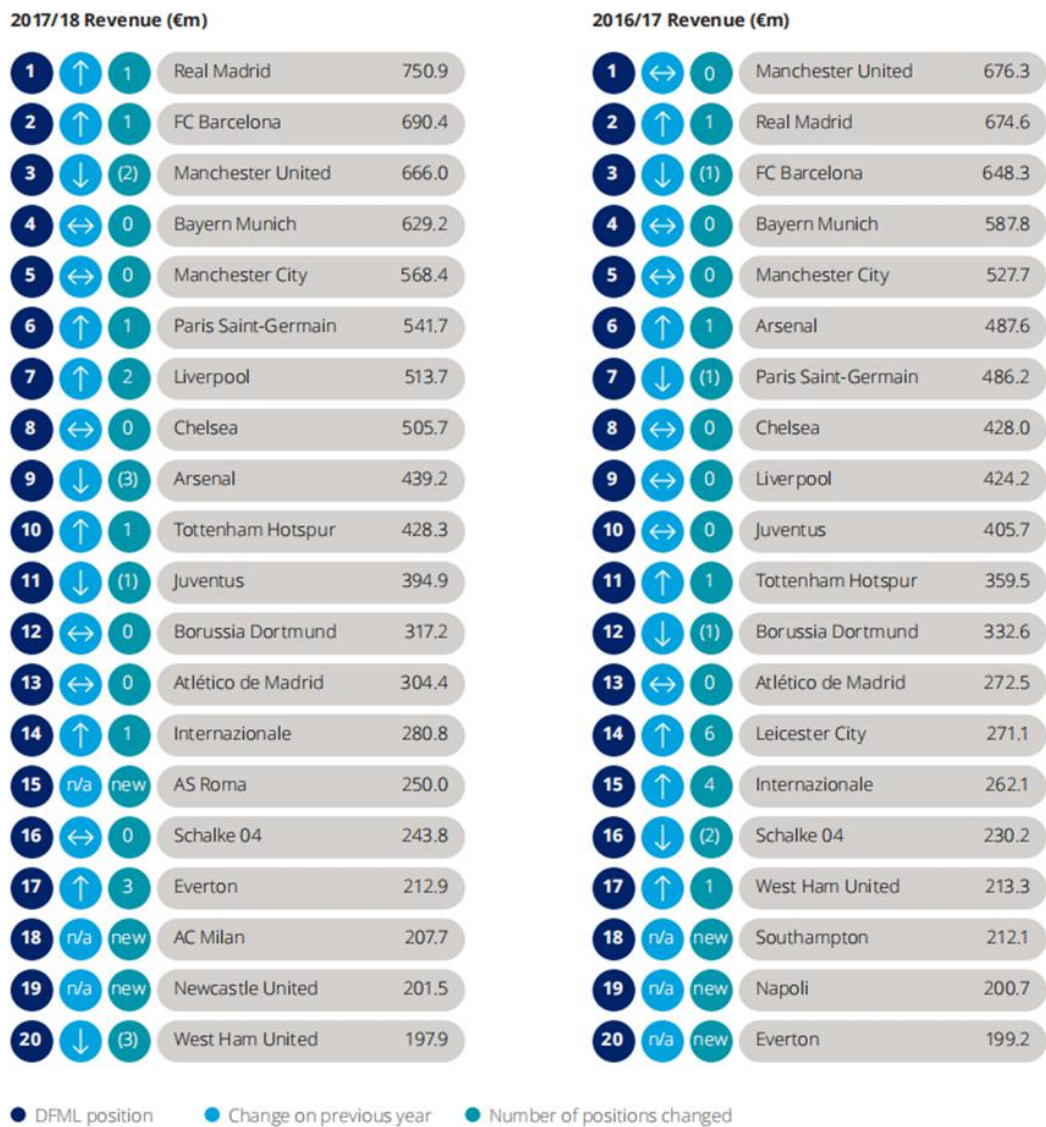 2017/18 Revenue (€m)
1 ↑ 1 Real Madrid 750.9
2 ↑ 1 FC Barcelona 690.4
3 ↓ (2) Manchester United 666.0
4 ↔ 0 Bayern Munich 629.2
5 ↔ 0 Manchester City 568.4
6 ↑ 1 Paris Saint-Germain 541.7
7 ↑ 2 Liverpool 513.7
8 ↔ 0 Chelsea 505.7
9 ↓ (3) Arsenal 439.2
10 ↑ 1 Tottenham Hotspur 428.3
11 ↓ (1) Juventus 394.9
12 ↔ 0 Borussia Dortmund 317.2
13 ↔ 0 Atlético de Madrid 304.4
14 ↑ 1 Internazionale 280.8
15 n/a new AS Roma 250.0
16 ↔ 0 Schalke 04 243.8
17 ↑ 3 Everton 212.9
18 n/a new AC Milan 207.7
19 n/a new Newcastle United 201.5
20 ↓ (3) West Ham United 197.9
2016/17 Revenue (€m)
1 ↔ 0 Manchester United 676.3
2 ↑ 1 Real Madrid 674.6
3 ↓ (1) FC Barcelona 648.3
4 ↔ 0 Bayern Munich 587.8
5 ↔ 0 Manchester City 527.7
6 ↑ 1 Arsenal 487.6
7 ↓ (1) Paris Saint-Germain 486.2
8 ↔ 0 Chelsea 428.0
9 ↔ 0 Liverpool 424.2
10 ↔ 0 Juventus 405.7
11 ↑ 1 Tottenham Hotspur 359.5
12 ↓ (1) Borussia Dortmund 332.6
13 ↔ 0 Atlético de Madrid 272.5
14 ↑ 6 Leicester City 271.1
15 ↑ 4 Internazionale 262.1
16 ↓ (2) Schalke 04 230.2
17 ↑ 1 West Ham United 213.3
18 n/a new Southampton 212.1
19 n/a new Napoli 200.7
20 n/a new Everton 199.2
DFML position Change on previous year Number of positions changed